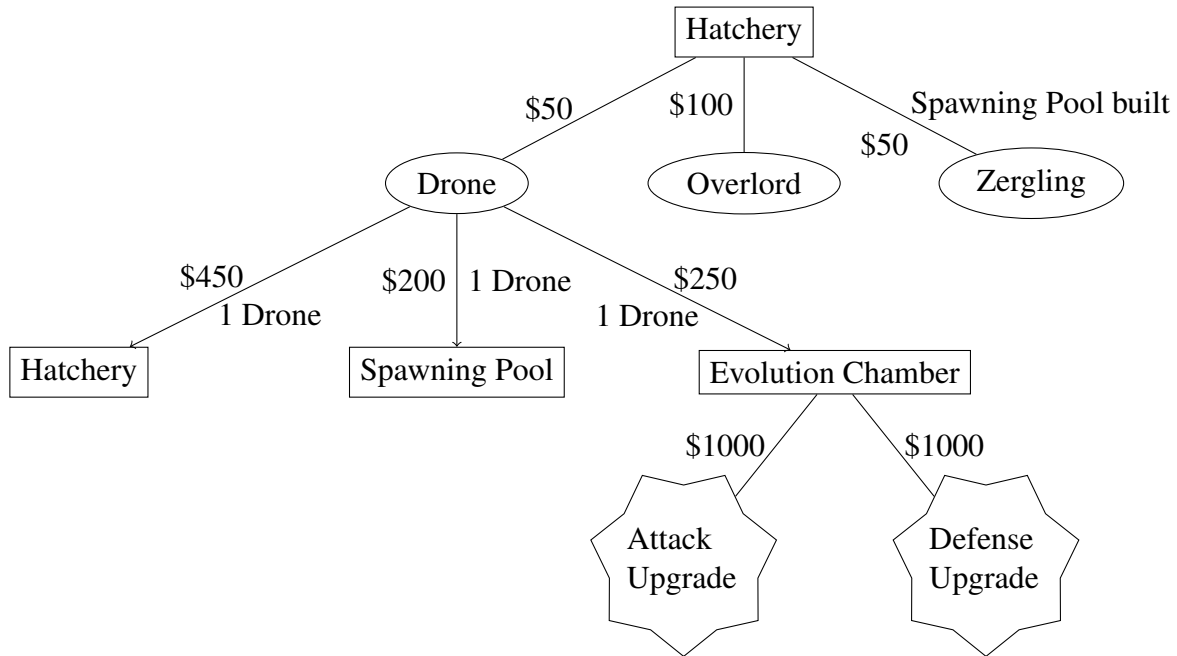 Hatchery
$50
$100
Spawning Pool built
$50
Drone
Overlord
Zergling
$450
1 Drone
$200
1 Drone
$250
1 Drone
Hatchery
Spawning Pool
Evolution Chamber
$1000
$1000
Attack
Upgrade
Defense
Upgrade